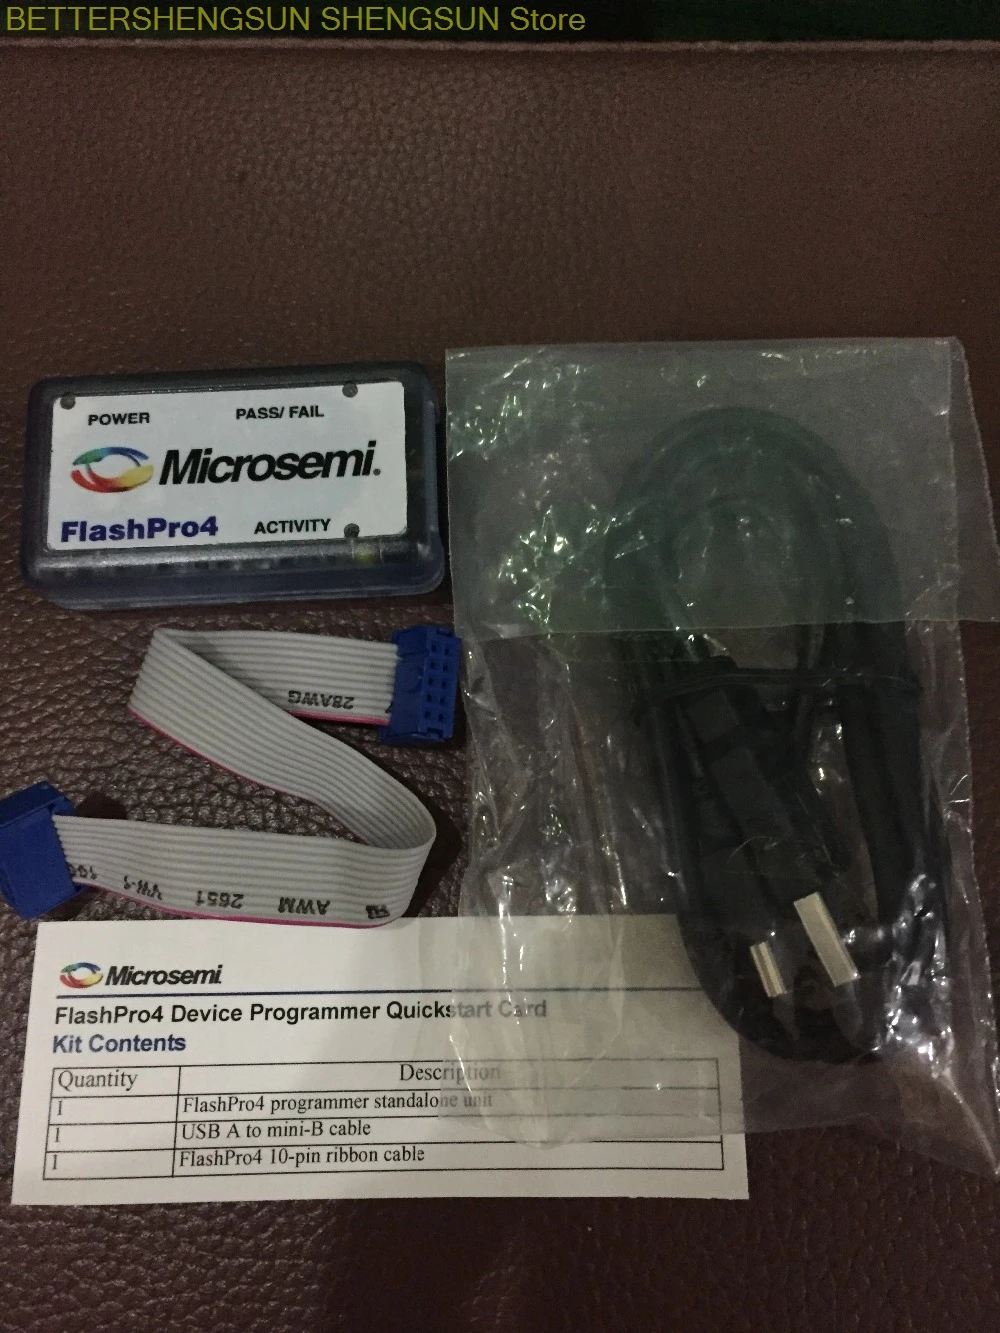 BETTERSHENGSUN SHENGSUN Store
POWER PASS/ FAIL
Microsemi.
FlashPro4 ACTIVITY
28AWG
VW-1 2651 AWM
Microsemi
FlashPro4 Device Programmer Quickstart Card
Kit Contents
Quantity Description
1 FlashPro4 programmer standalone unit
1 USB A to mini-B cable
1 FlashPro4 10-pin ribbon cable